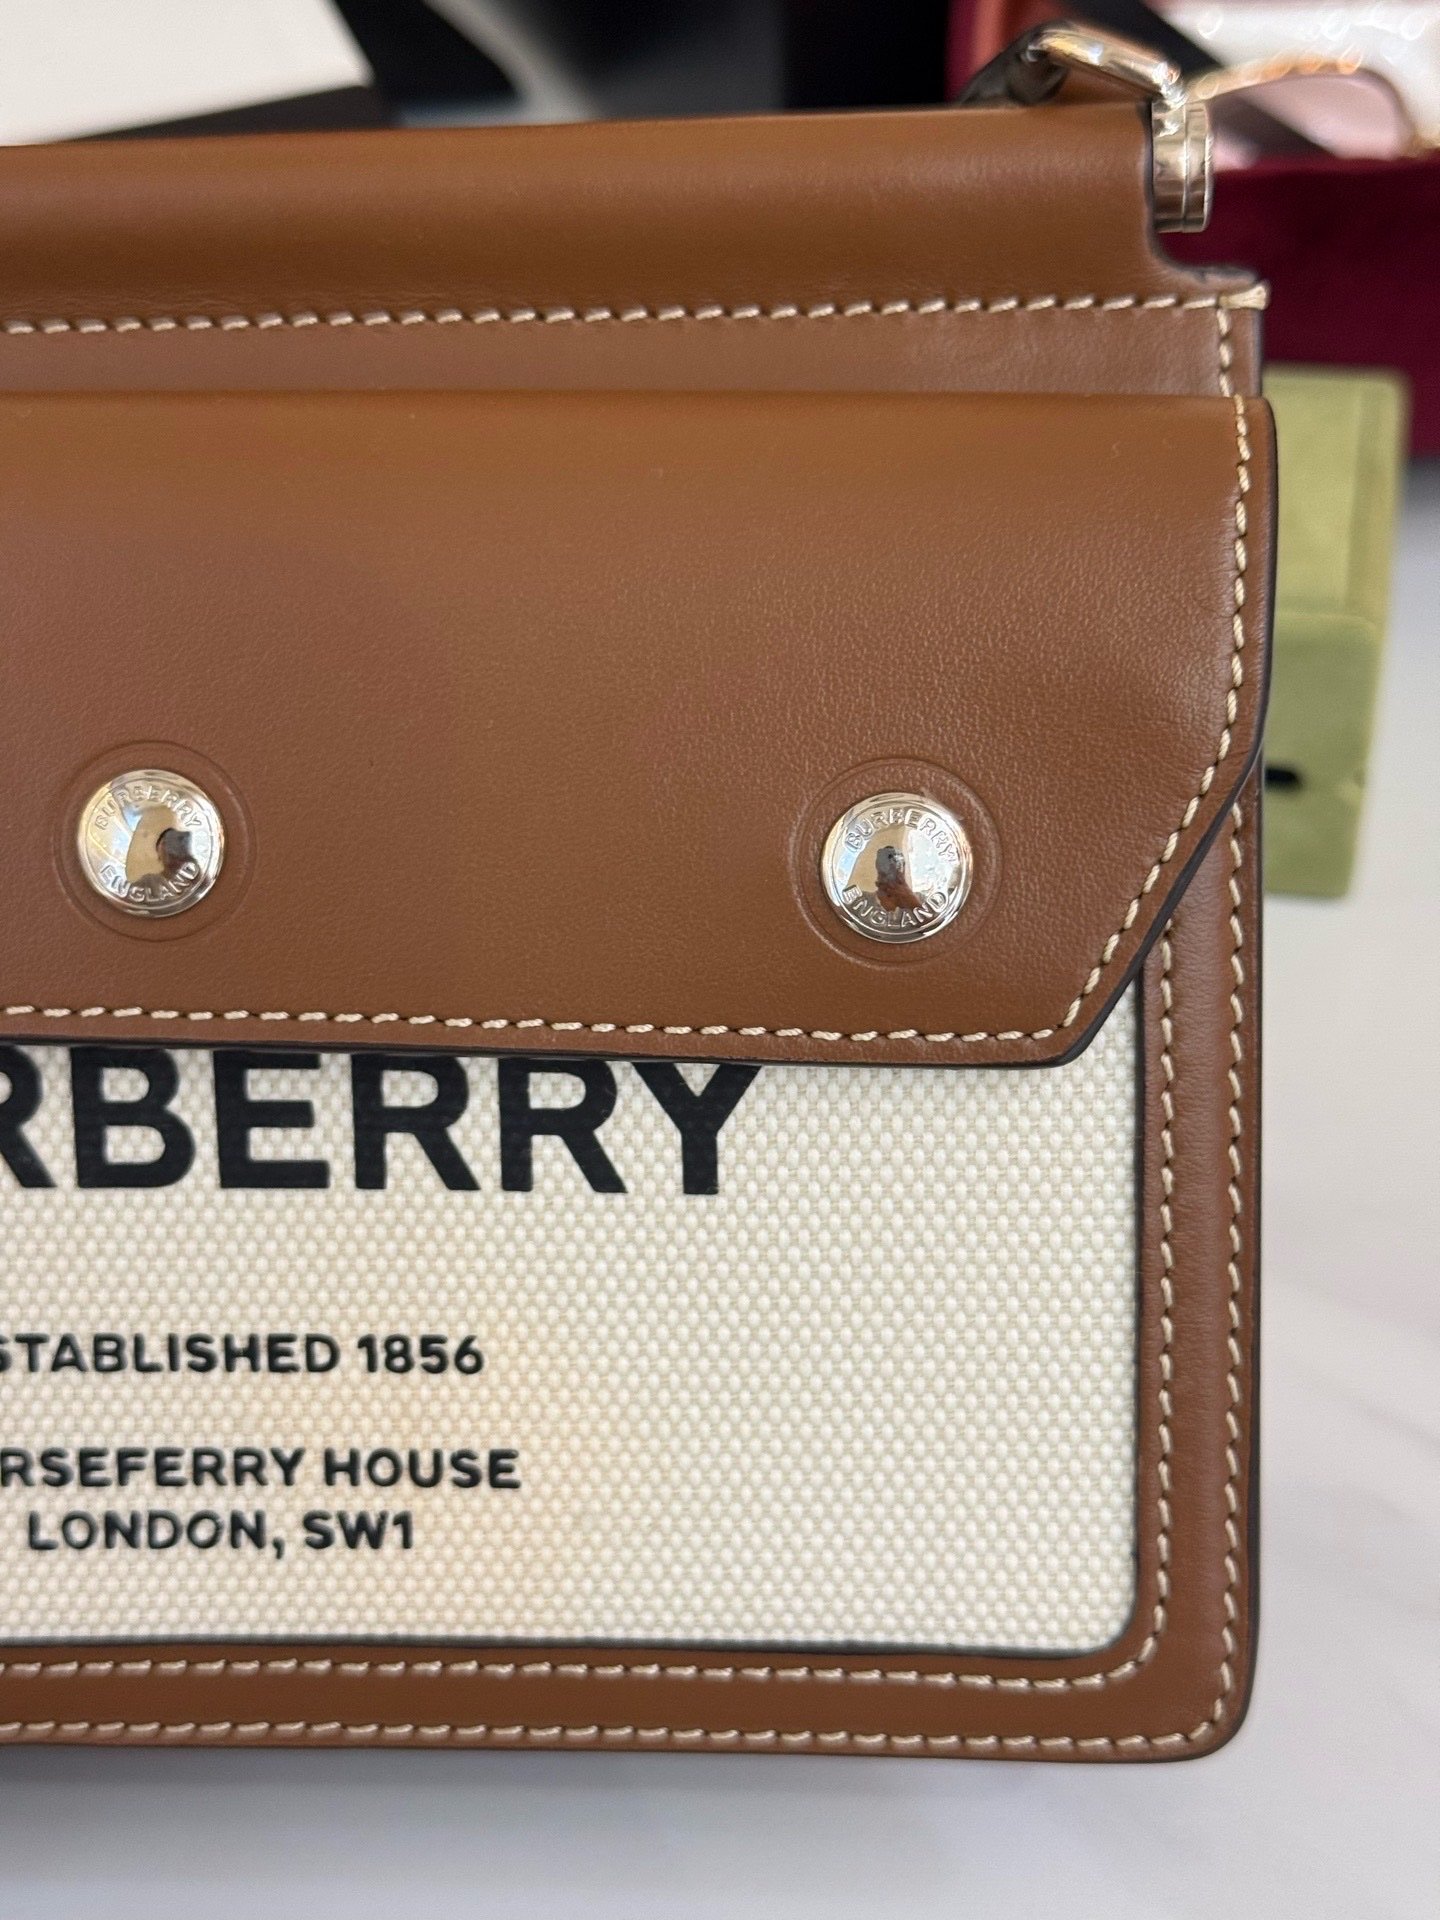 BURBERRY
ENGLAND
BURBERRY
ENGLAND
RBERRY
STABLISHED 1856
RSEFERRY HOUSE
LONDON, SW1